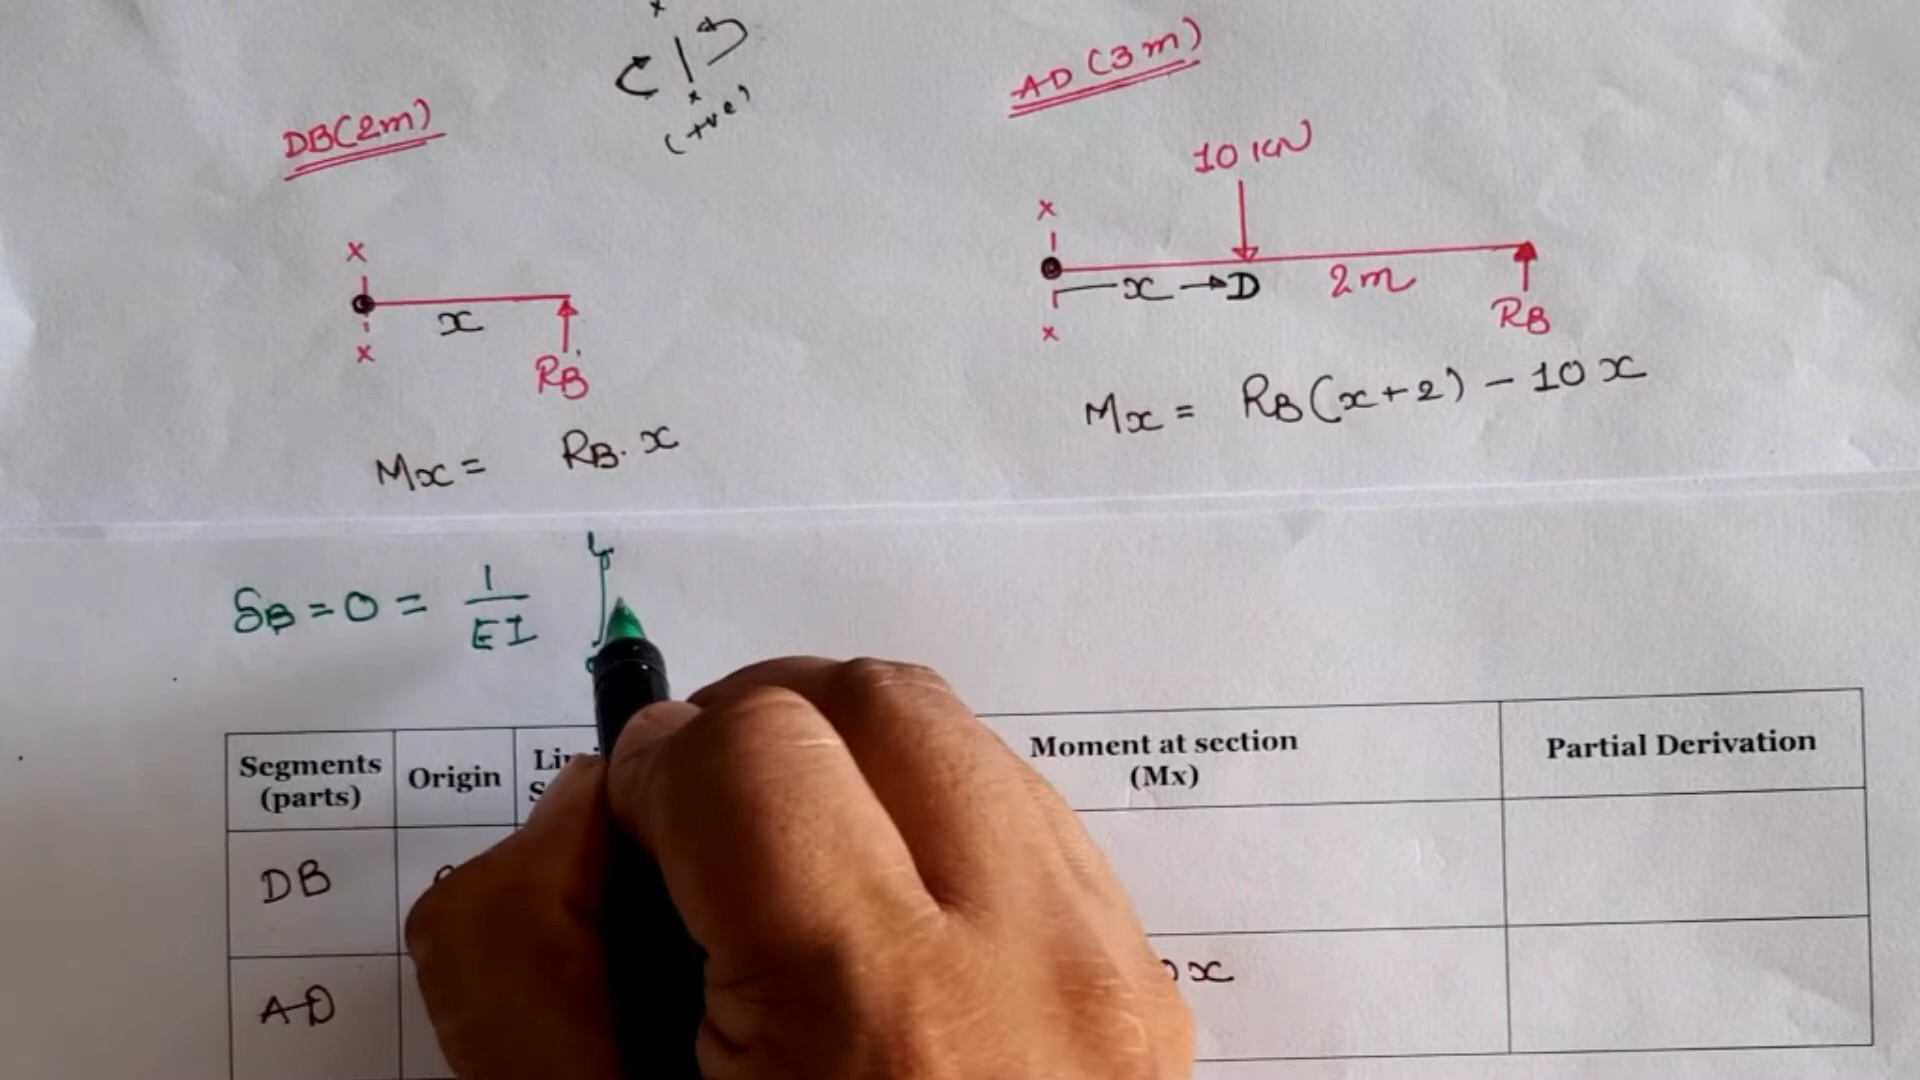 x
x
(+ve)
DB(2m)
x
x
x
RB
Mx = RB.x
AD(3m)
10 KN
x
x
x
D
2m
RB
Mx = RB(x+2) - 10x
δB = 0 = 1/EI ∫
Segments (parts)
Origin
Moment at section (Mx)
Partial Derivation
DB
AD
x